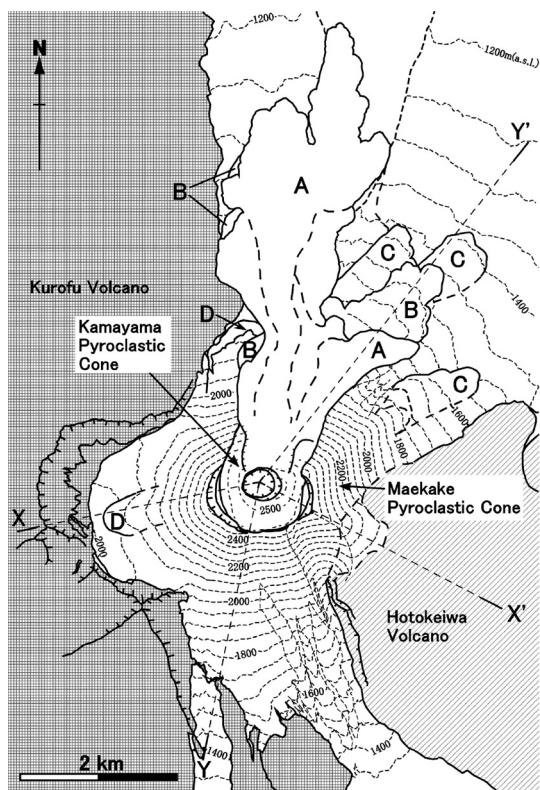 N
1200
1200m(a.s.l.)
Y'
B
A
C
C
Kurofu Volcano
D
B
1400
Kamayama
Pyroclastic
Cone
B
A
C
2000
1600
1800
2000
2200
Maekake
Pyroclastic Cone
2500
X
D
2000
2400
2200
2000
X'
Hotokeiwa
Volcano
1800
1600
1400
1400
2 km
Y